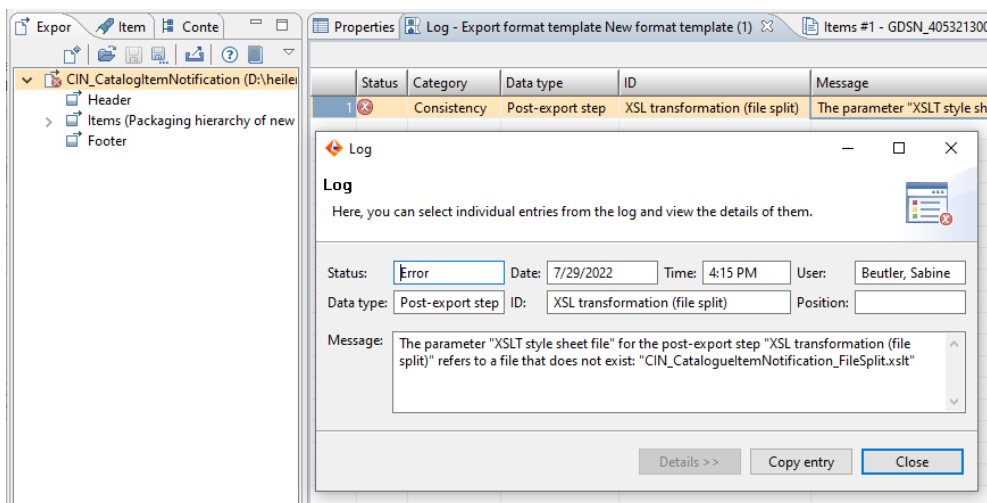 Expor
Item
Conte
CIN_CatalogItemNotification (D:\heiler
Header
Items (Packaging hierarchy of new
Footer
Properties
Log - Export format template New format template (1)
Items #1 - GDSN_405321300
Status Category Data type ID Message
1 Consistency Post-export step XSL transformation (file split) The parameter "XSLT style sh
Log
Log
Here, you can select individual entries from the log and view the details of them.
Status: Error Date: 7/29/2022 Time: 4:15 PM User: Beutler, Sabine
Data type: Post-export step ID: XSL transformation (file split) Position:
Message: The parameter "XSLT style sheet file" for the post-export step "XSL transformation (file
split)" refers to a file that does not exist: "CIN_CatalogueItemNotification_FileSplit.xslt"
Details >> Copy entry Close